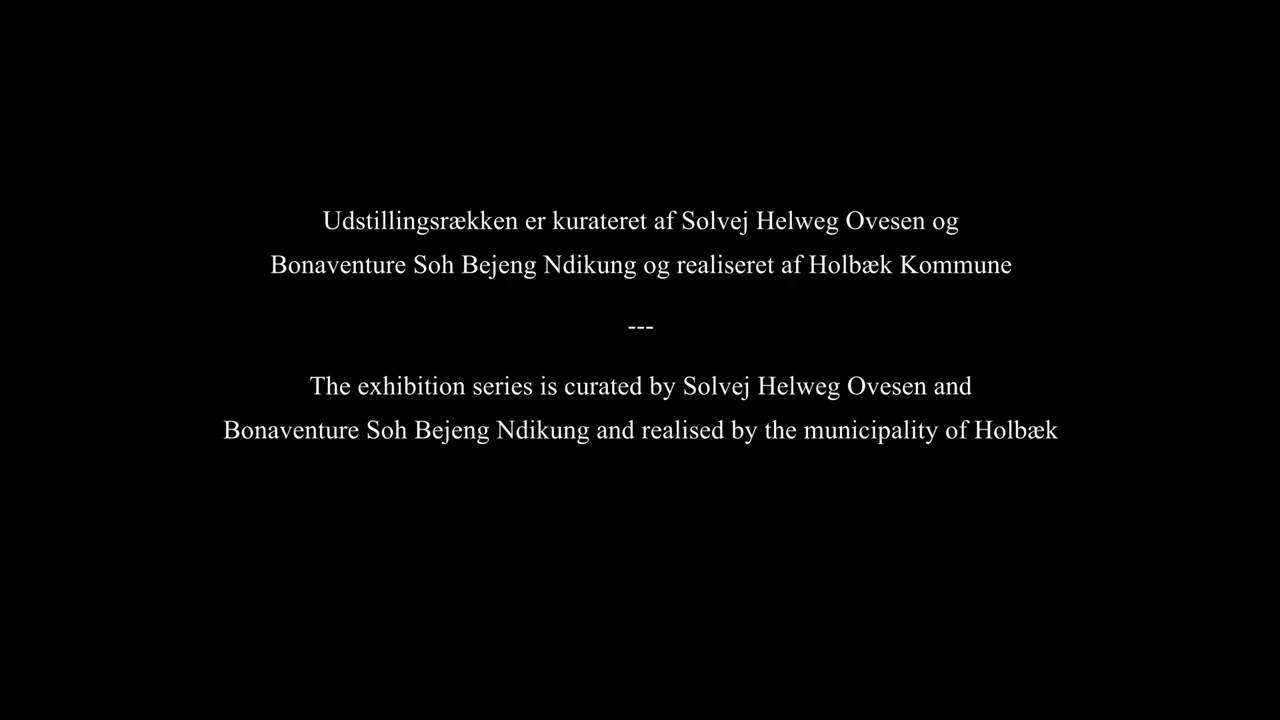 Udstillingsrækken er kurateret af Solvej Helweg Ovesen og
Bonaventure Soh Bejeng Ndikung og realiseret af Holbæk Kommune
---
The exhibition series is curated by Solvej Helweg Ovesen and
Bonaventure Soh Bejeng Ndikung and realised by the municipality of Holbæk